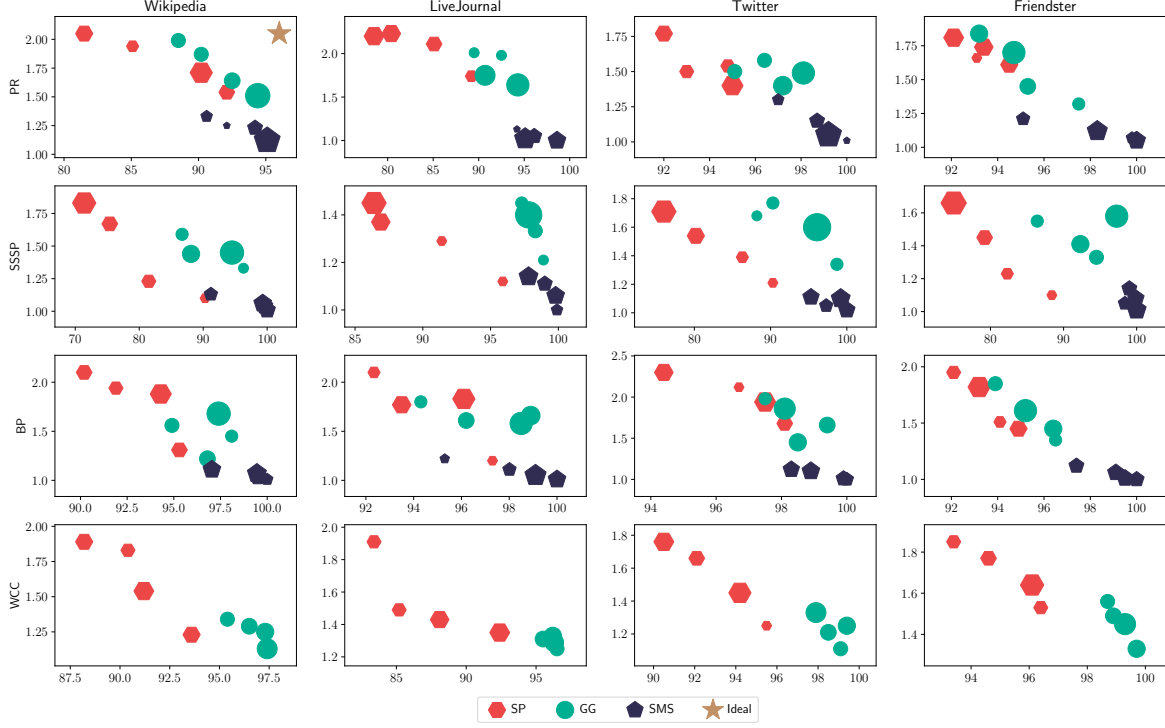 Wikipedia LiveJournal Twitter Friendster
PR
2.00
1.75
1.50
1.25
1.00
80 85 90 95
2.0
1.5
1.0
75 80 85 90 95 100
1.75
1.50
1.25
1.00
92 94 96 98 100
1.75
1.50
1.25
1.00
92 94 96 98 100
SSSP
1.75
1.50
1.25
1.00
70 80 90 100
1.4
1.2
1.0
85 90 95 100
1.8
1.6
1.4
1.2
1.0
80 90 100
1.6
1.4
1.2
1.0
80 90 100
BP
2.0
1.5
1.0
90.0 92.5 95.0 97.5 100.0
2.0
1.5
1.0
92 94 96 98 100
2.5
2.0
1.5
1.0
94 96 98 100
2.0
1.5
1.0
92 94 96 98 100
WCC
2.00
1.75
1.50
1.25
87.5 90.0 92.5 95.0 97.5
2.0
1.8
1.6
1.4
1.2
85 90 95
1.8
1.6
1.4
1.2
90 92 94 96 98 100
1.8
1.6
1.4
94 96 98 100
SP GG SMS Ideal